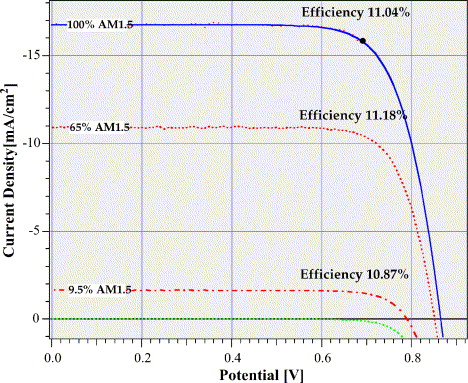 Efficiency 11.04%
100% AM1.5
-15
Efficiency 11.18%
65% AM1.5
-10
-5
Efficiency 10.87%
9.5% AM1.5
0
0.0 0.2 0.4 0.6 0.8
Current Density[mA/cm²]
Potential [V]